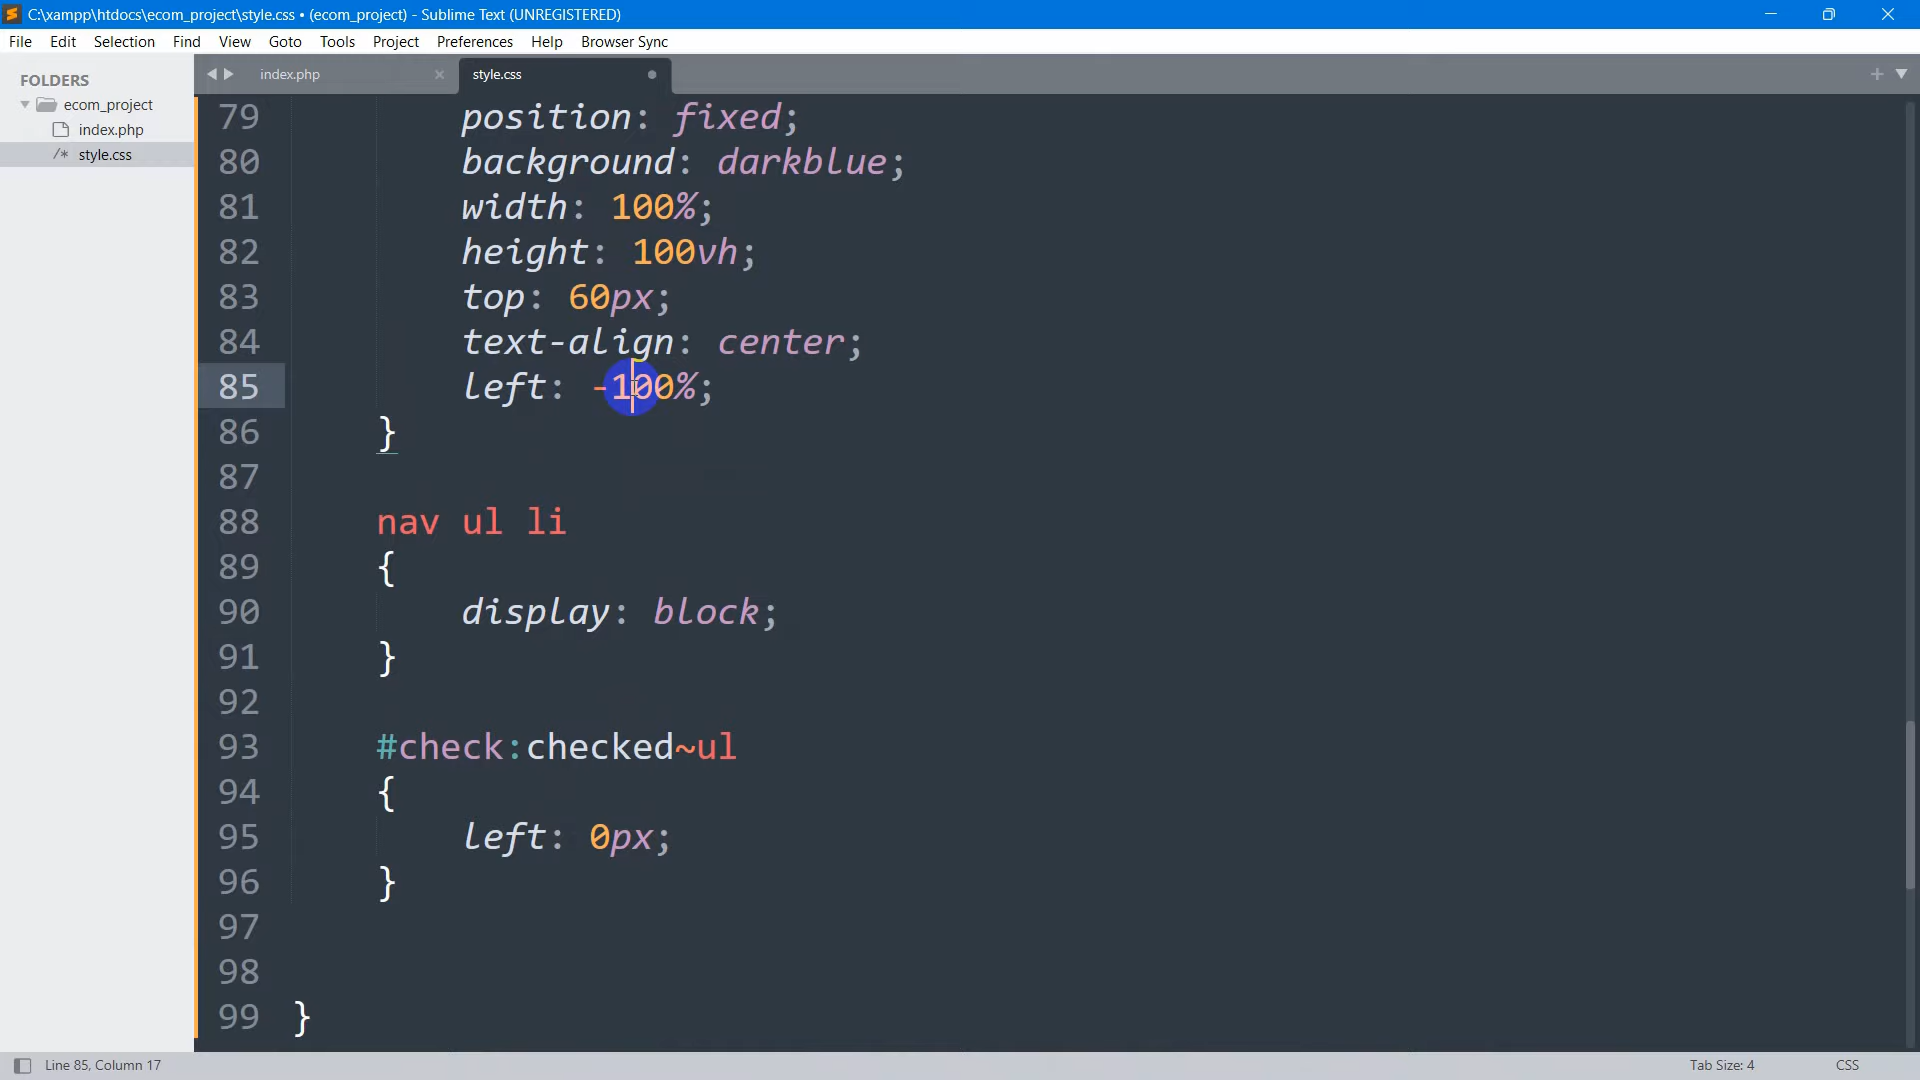 C:\xampp\htdocs\ecom_project\style.css • (ecom_project) - Sublime Text (UNREGISTERED)
File Edit Selection Find View Goto Tools Project Preferences Help Browser Sync
FOLDERS
ecom_project
index.php
/* style.css
index.php
style.css
79 position: fixed;
80 background: darkblue;
81 width: 100%;
82 height: 100vh;
83 top: 60px;
84 text-align: center;
85 left: -100%;
86 }
87
88 nav ul li
89 {
90 display: block;
91 }
92
93 #check:checked~ul
94 {
95 left: 0px;
96 }
97
98
99 }
Line 85, Column 17
Tab Size: 4
CSS